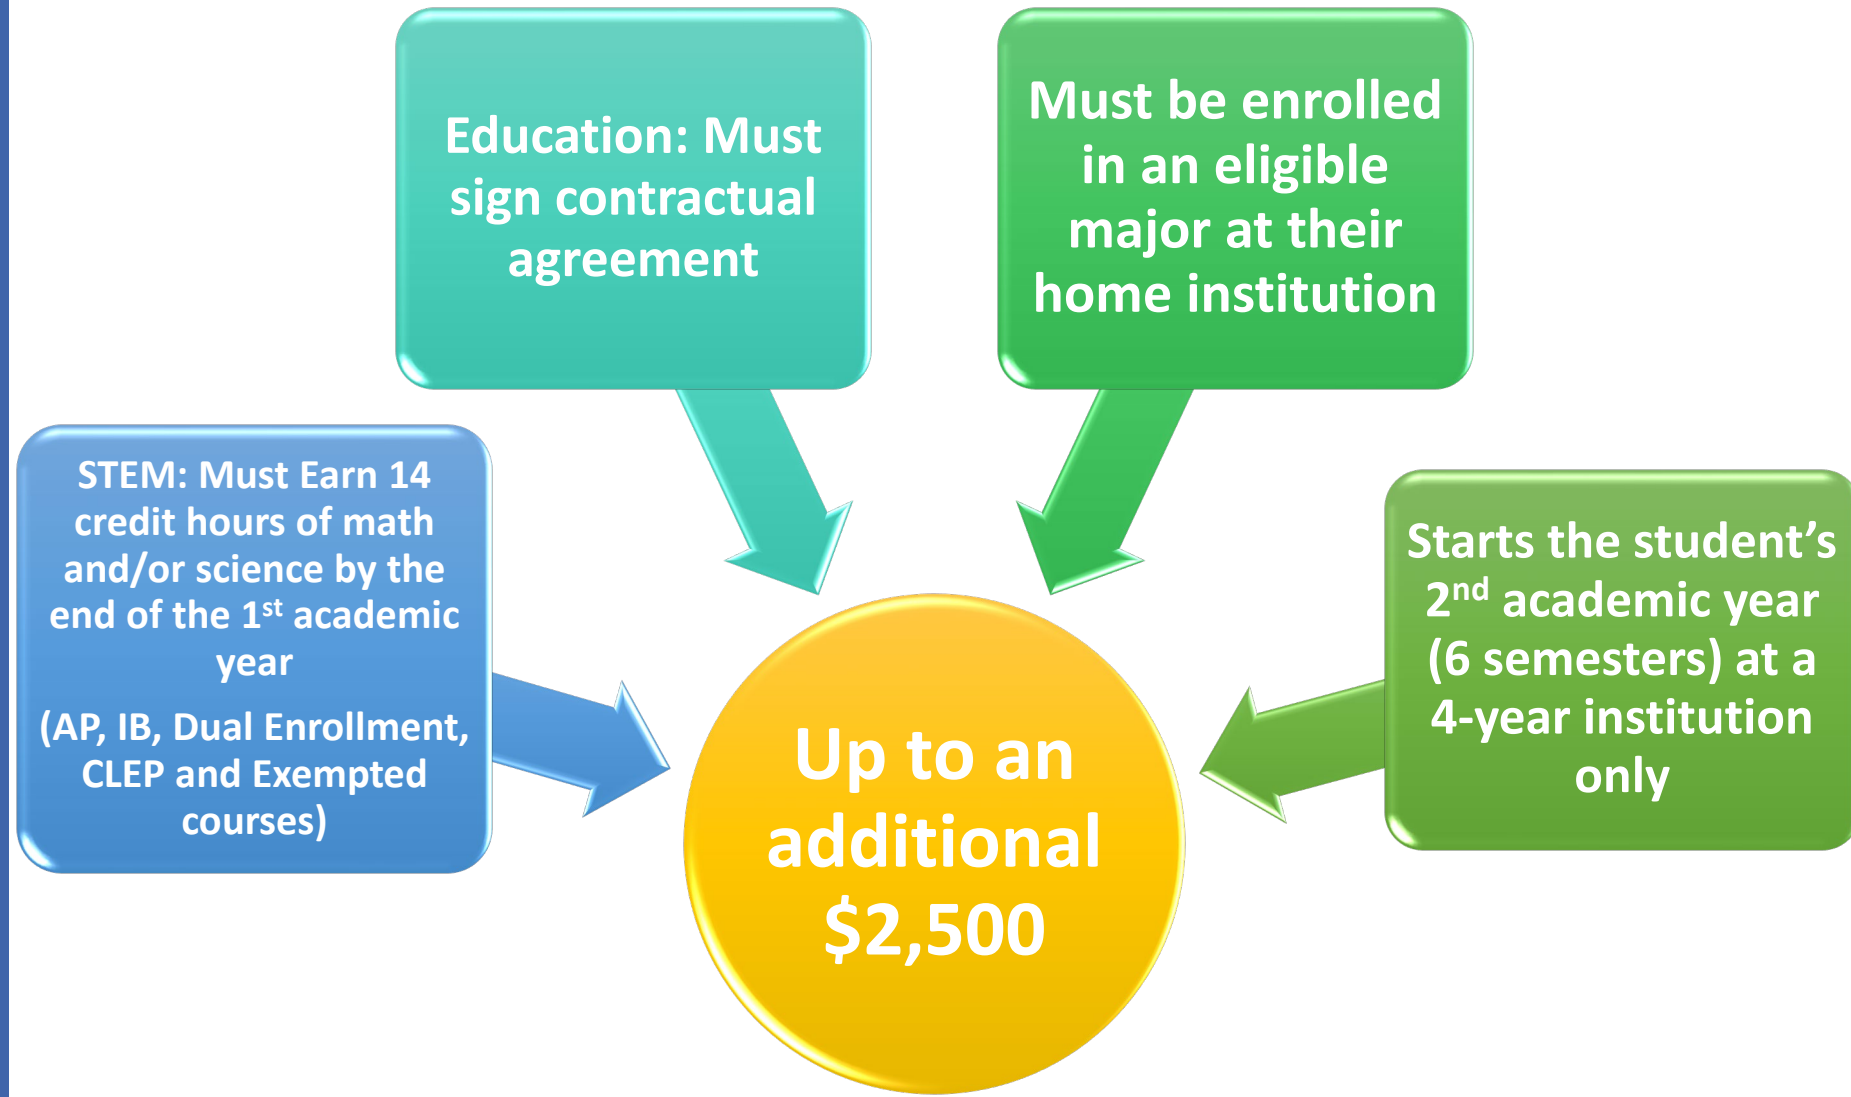 Education: Must
sign contractual
agreement
Must be enrolled
in an eligible
major at their
home institution
STEM: Must Earn 14
credit hours of math
and/or science by the
end of the 1st academic
year
(AP, IB, Dual Enrollment,
CLEP and Exempted
courses)
Starts the student’s
2nd academic year
(6 semesters) at a
4-year institution
only
Up to an
additional
$2,500